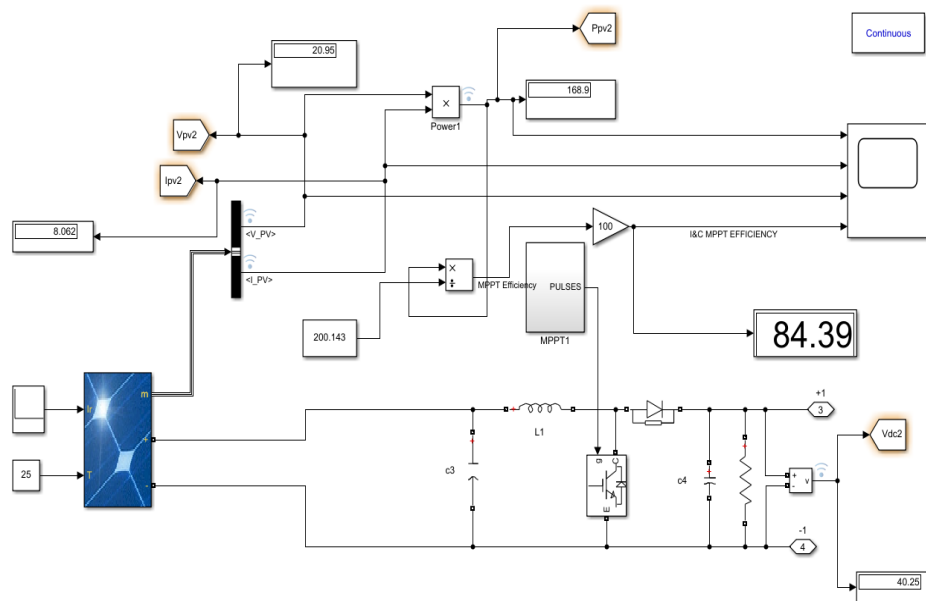 Ppv2
Continuous
20.95
168.9
×
Power1
Vpv2
Ipv2
8.062
<V_PV>
<I_PV>
100
I&C MPPT EFFICIENCY
×
÷
MPPT Efficiency
PULSES
MPPT1
200.143
84.39
m
Ir
+
T
-
25
+
L1
+1
3
Vdc2
c3
+
g
C
E
c4
+
+
+
-
v
-1
4
40.25